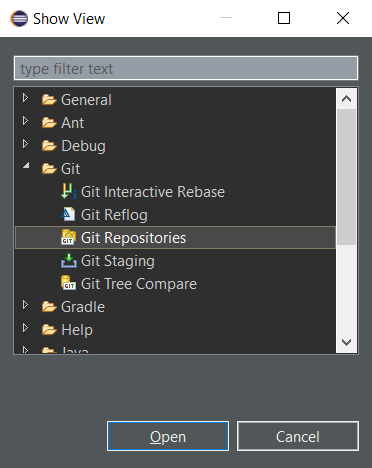 Show View
type filter text
General
Ant
Debug
Git
Git Interactive Rebase
Git Reflog
Git Repositories
Git Staging
Git Tree Compare
Gradle
Help
Java
Open
Cancel